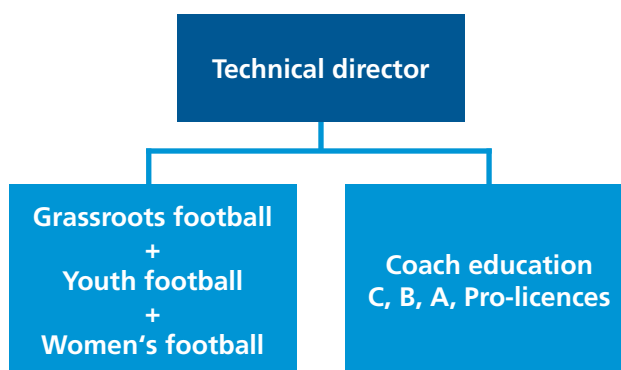 Technical director
Grassroots football
+
Youth football
+
Women‘s football
Coach education
C, B, A, Pro-licences